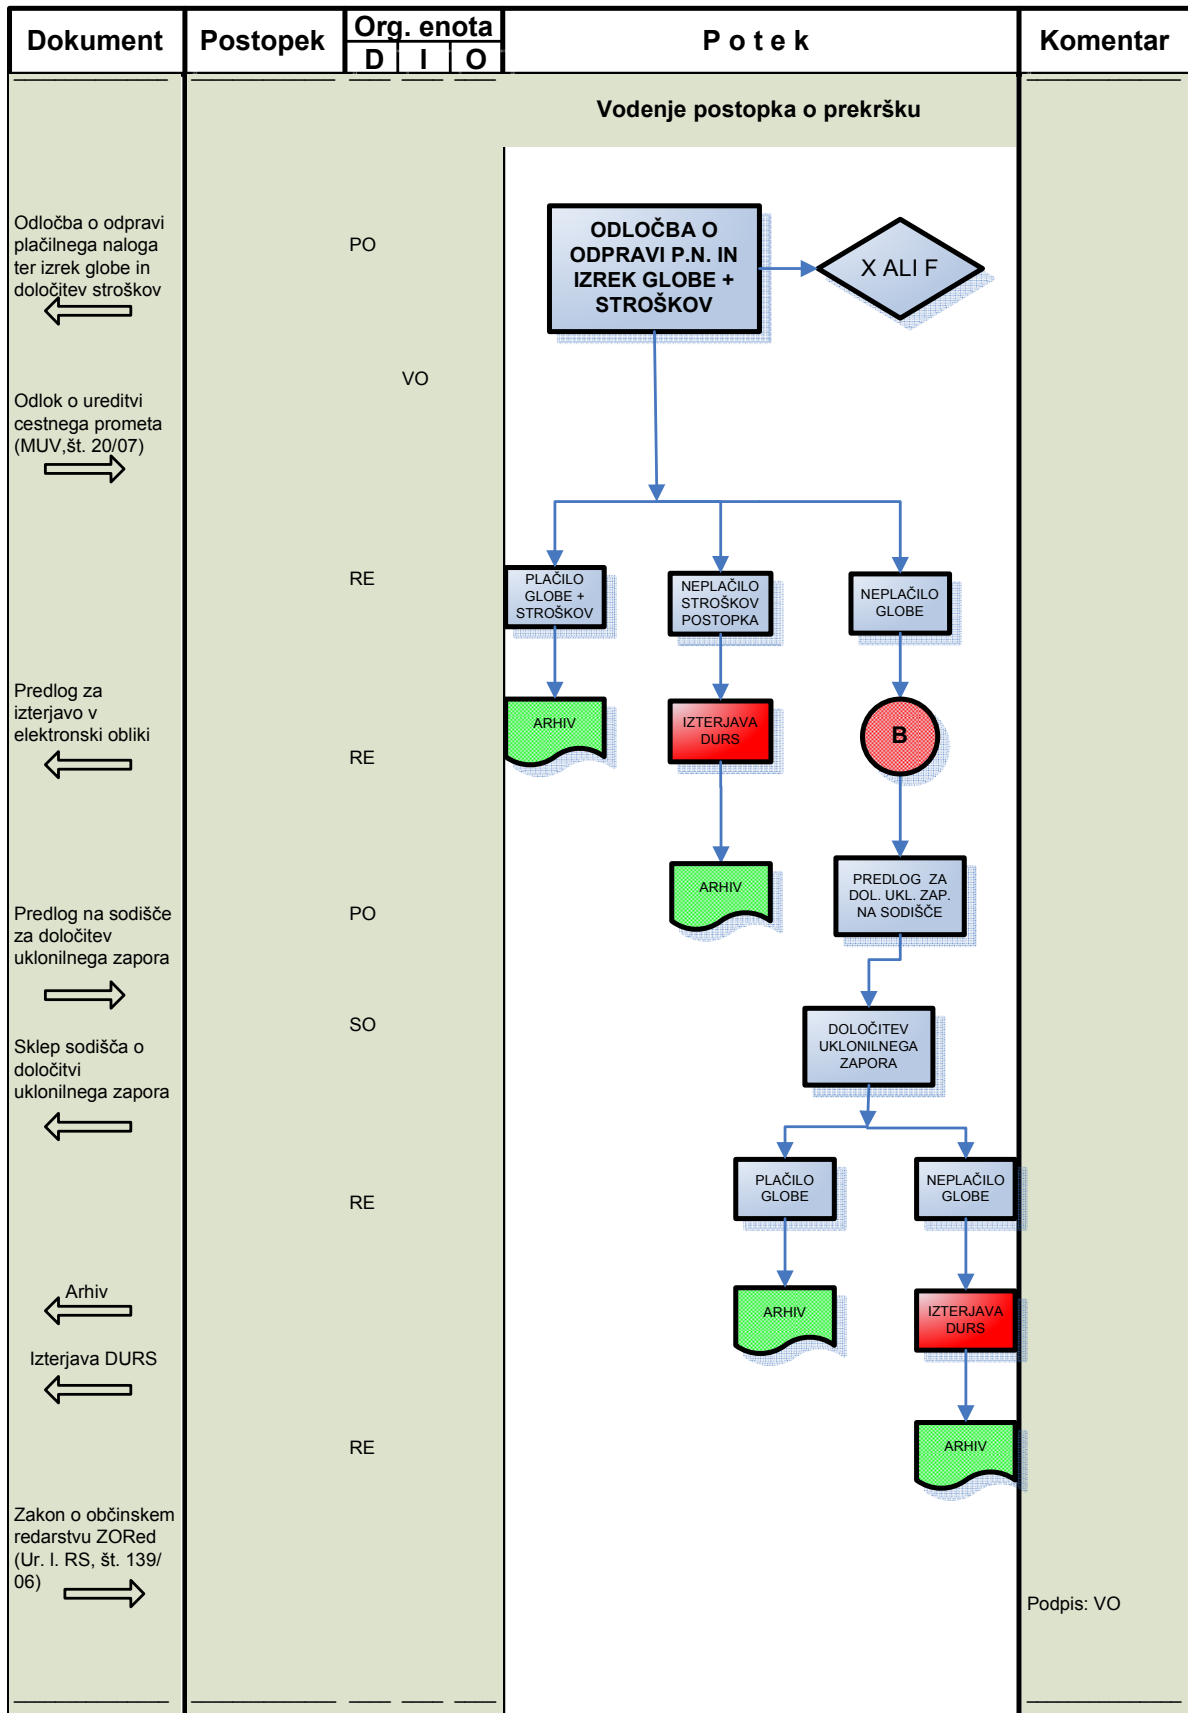 Dokument
Postopek
Org. enota
D I O
P o t e k
Komentar
Vodenje postopka o prekršku
Odločba o odpravi
plačilnega naloga
ter izrek globe in
določitev stroškov
PO
ODLOČBA O
ODPRAVI P.N. IN
IZREK GLOBE +
STROŠKOV
X ALI F
VO
Odlok o ureditvi
cestnega prometa
(MUV,št. 20/07)
RE
PLAČILO
GLOBE +
STROŠKOV
NEPLAČILO
STROŠKOV
POSTOPKA
NEPLAČILO
GLOBE
Predlog za
izterjavo v
elektronski obliki
RE
ARHIV
IZTERJAVA
DURS
B
ARHIV
PREDLOG ZA
DOL. UKL. ZAP.
NA SODIŠČE
Predlog na sodišče
za določitev
uklonilnega zapora
PO
SO
DOLOČITEV
UKLONILNEGA
ZAPORA
Sklep sodišča o
določitvi
uklonilnega zapora
RE
PLAČILO
GLOBE
NEPLAČILO
GLOBE
Arhiv
ARHIV
IZTERJAVA
DURS
Izterjava DURS
RE
ARHIV
Zakon o občinskem
redarstvu ZORed
(Ur. l. RS, št. 139/
06)
Podpis: VO